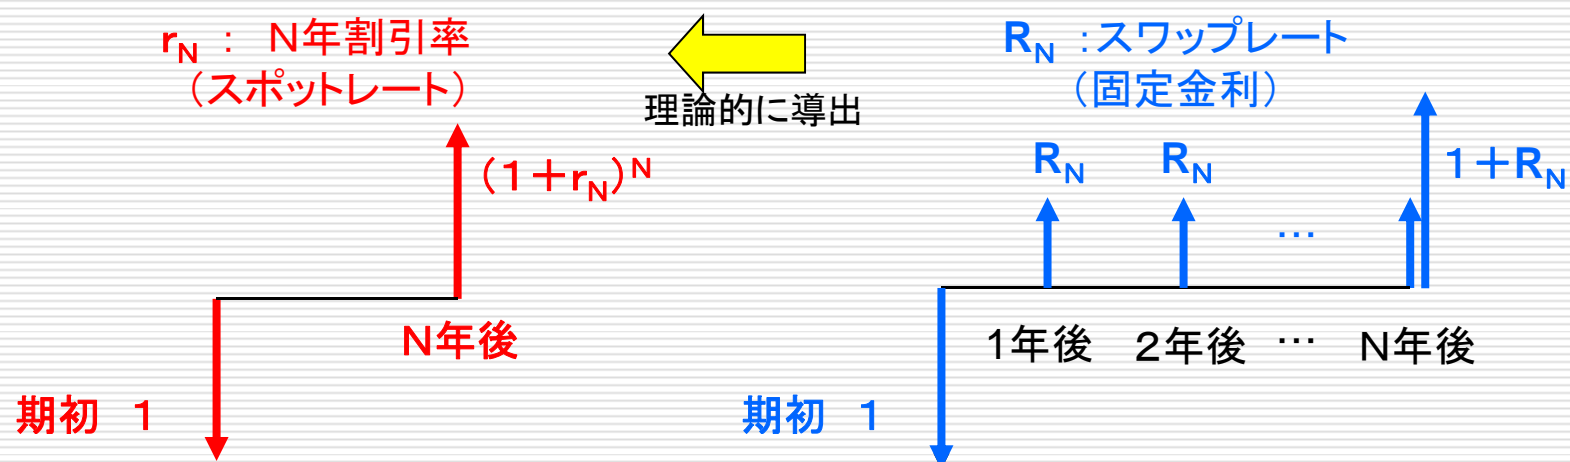 rN : N年割引率
(スポットレート)
理論的に導出
RN :スワップレート
(固定金利)
(1+rN)N
RN RN … 1+RN
N年後
期初 1
1年後 2年後 … N年後
期初 1